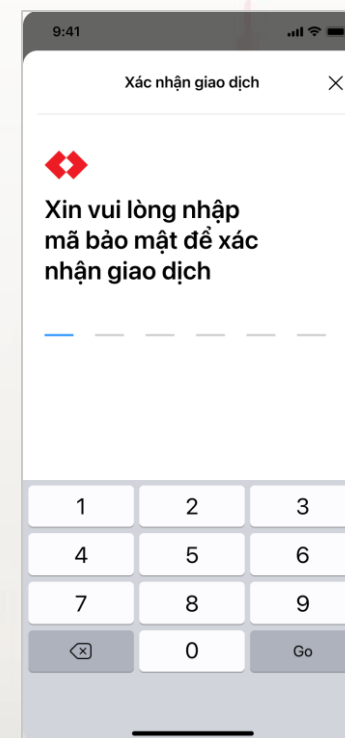 9:41
Xác nhận giao dịch
Xin vui lòng nhập
mã bảo mật để xác
nhận giao dịch
1 2 3
4 5 6
7 8 9
0 Go